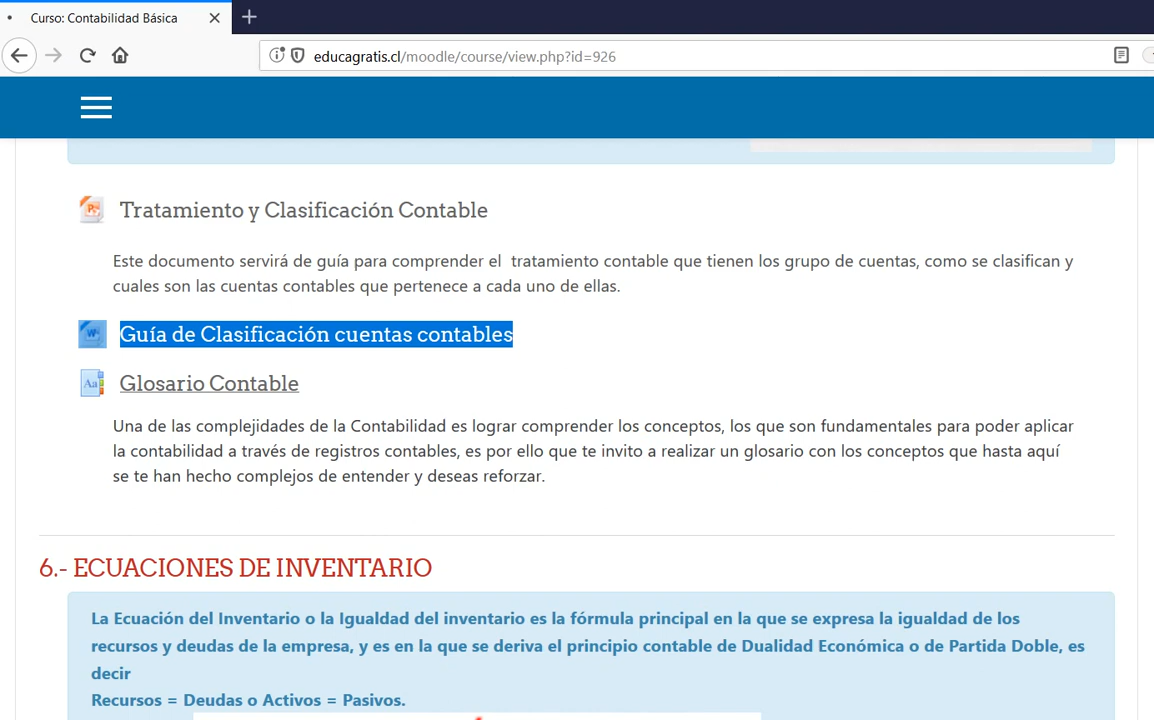 Curso: Contabilidad Básica
educagratis.cl/moodle/course/view.php?id=926
Tratamiento y Clasificación Contable
Este documento servirá de guía para comprender el tratamiento contable que tienen los grupo de cuentas, como se clasifican y
cuales son las cuentas contables que pertenece a cada uno de ellas.
Guía de Clasificación cuentas contables
Aa
Glosario Contable
Una de las complejidades de la Contabilidad es lograr comprender los conceptos, los que son fundamentales para poder aplicar
la contabilidad a través de registros contables, es por ello que te invito a realizar un glosario con los conceptos que hasta aquí
se te han hecho complejos de entender y deseas reforzar.
6.- ECUACIONES DE INVENTARIO
La Ecuación del Inventario o la Igualdad del inventario es la fórmula principal en la que se expresa la igualdad de los
recursos y deudas de la empresa, y es en la que se deriva el principio contable de Dualidad Económica o de Partida Doble, es
decir
Recursos = Deudas o Activos = Pasivos.